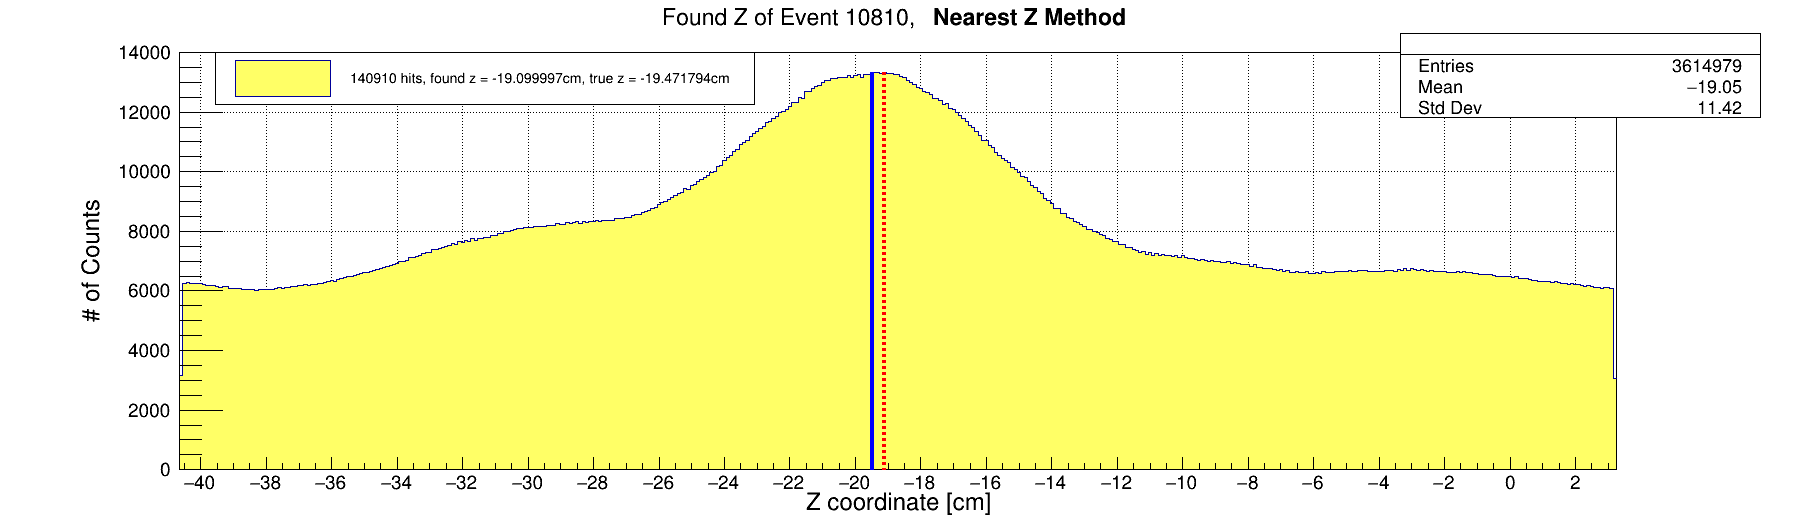 Found Z of Event 10810, Nearest Z Method
140910 hits, found z = -19.099997cm, true z = -19.471794cm
Entries 3614979
Mean −19.05
Std Dev 11.42
# of Counts
14000
12000
10000
8000
6000
4000
2000
0
−40 −38 −36 −34 −32 −30 −28 −26 −24 −22 −20 −18 −16 −14 −12 −10 −8 −6 −4 −2 0 2
Z coordinate [cm]